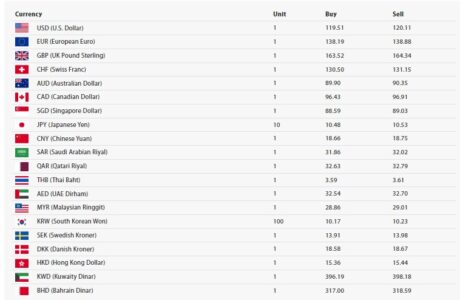 Currency Unit Buy Sell
USD (U.S. Dollar) 1 119.51 120.11
EUR (European Euro) 1 138.19 138.88
GBP (UK Pound Sterling) 1 163.52 164.34
CHF (Swiss Franc) 1 130.50 131.15
AUD (Australian Dollar) 1 89.90 90.35
CAD (Canadian Dollar) 1 96.43 96.91
SGD (Singapore Dollar) 1 88.59 89.03
JPY (Japanese Yen) 10 10.48 10.53
CNY (Chinese Yuan) 1 18.66 18.75
SAR (Saudi Arabian Riyal) 1 31.86 32.02
QAR (Qatari Riyal) 1 32.63 32.79
THB (Thai Baht) 1 3.59 3.61
AED (UAE Dirham) 1 32.54 32.70
MYR (Malaysian Ringgit) 1 28.86 29.01
KRW (South Korean Won) 100 10.17 10.23
SEK (Swedish Kroner) 1 13.91 13.98
DKK (Danish Kroner) 1 18.58 18.67
HKD (Hong Kong Dollar) 1 15.36 15.44
KWD (Kuwaity Dinar) 1 396.19 398.18
BHD (Bahrain Dinar) 1 317.00 318.59